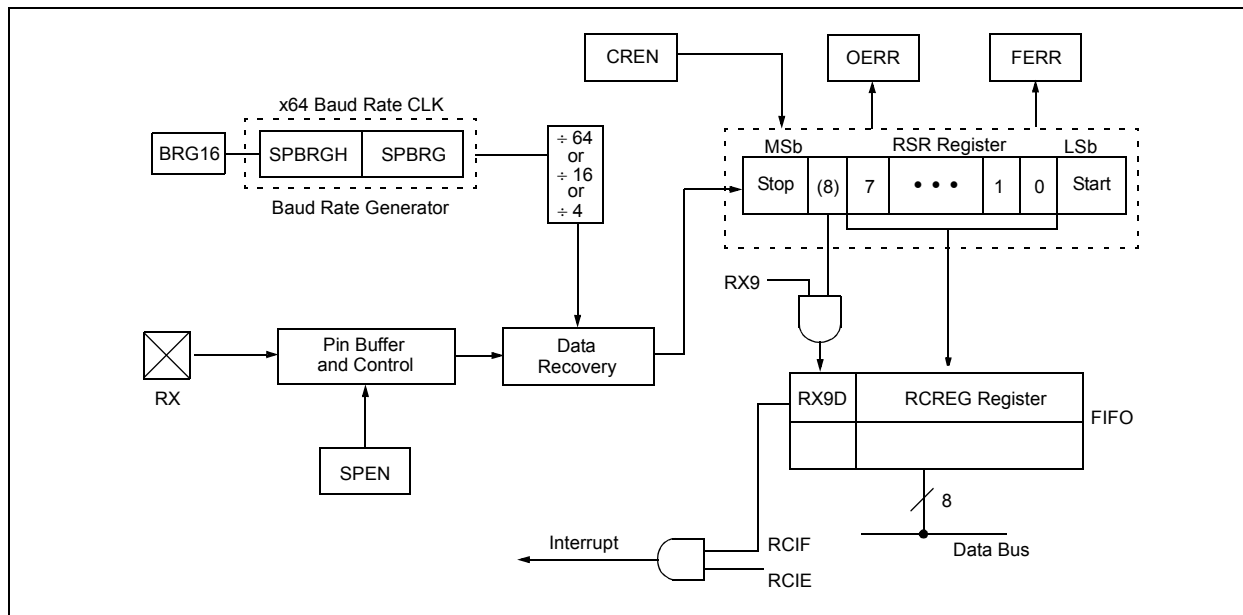 CREN
OERR
FERR
x64 Baud Rate CLK
BRG16
SPBRGH
SPBRG
Baud Rate Generator
÷ 64
or
÷ 16
or
÷ 4
MSb
RSR Register
LSb
Stop
(8)
7
• • •
1
0
Start
RX9
RX
Pin Buffer
and Control
Data
Recovery
SPEN
RX9D
RCREG Register
FIFO
8
Data Bus
Interrupt
RCIF
RCIE